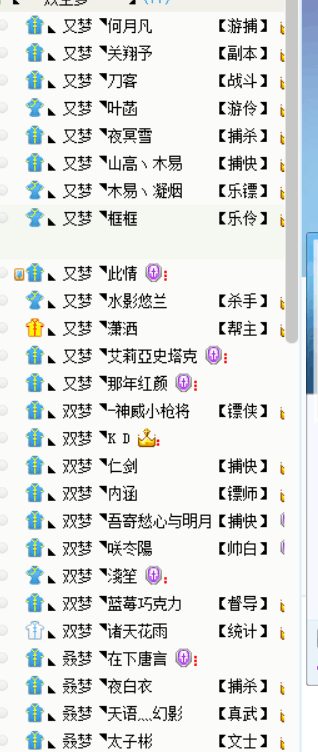 又梦◥何月凡 【游捕】
又梦◥关翔予 【副本】
又梦◥刀客 【战斗】
又梦◥叶菡 【游伶】
又梦◥夜冥雪 【捕杀】
又梦◥山高丶木易 【捕快】
又梦◥木易丶凝烟 【乐镖】
又梦◥框框 【乐伶】
又梦◥此情
又梦◥水影悠兰 【杀手】
又梦◥潇洒 【帮主】
又梦◥艾莉亞史塔克
又梦◥那年红颜
双梦◥-神威小枪将 【镖侠】
双梦◥K D
双梦◥仁剑 【捕快】
双梦◥内涵 【镖师】
双梦◥吾寄愁心与明月【捕快】
双梦◥咲冭陽 【帅白】
双梦◥淺笙
双梦◥蓝莓巧克力 【督导】
双梦◥诸天花雨 【统计】
叒梦◥在下唐言
叒梦◥夜白衣 【捕杀】
叒梦◥天语灬幻影 【真武】
叒梦◥太子彬 【文士】